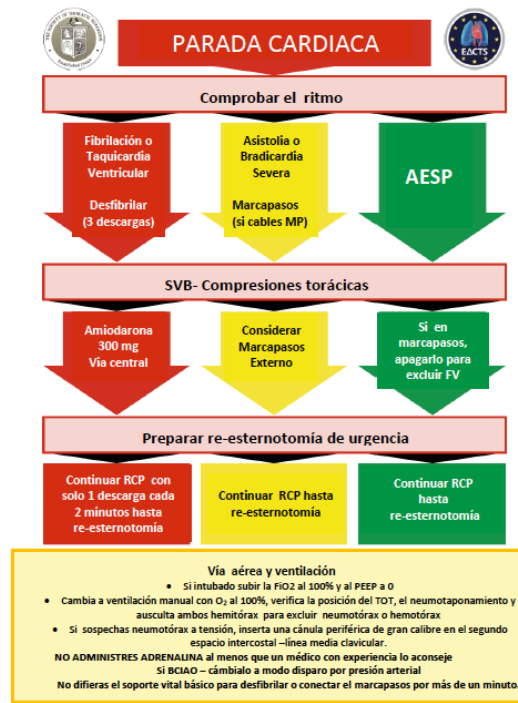 THE SOCIETY OF THORACIC SURGEONS
EACTS
PARADA CARDIACA
Comprobar el ritmo
Fibrilación o
Taquicardia
Ventricular
Desfibrilar
(3 descargas)
Asistolia o
Bradicardia
Severa
Marcapasos
(si cables MP)
AESP
SVB- Compresiones torácicas
Amiodarona
300 mg
Via central
Considerar
Marcapasos
Externo
Si en
marcapasos,
apagarlo para
excluir FV
Preparar re-esternotomía de urgencia
Continuar RCP con
solo 1 descarga cada
2 minutos hasta
re-esternotomía
Continuar RCP hasta
re-esternotomía
Continuar RCP
hasta
re-esternotomía
Vía aérea y ventilación
• Si intubado subir la FiO2 al 100% y al PEEP a 0
• Cambia a ventilación manual con O₂ al 100%, verifica la posición del TOT, el neumotaponamiento y
ausculta ambos hemitórax para excluir neumotórax o hemotórax
• Si sospechas neumotórax a tensión, inserta una cánula periférica de gran calibre en el segundo
espacio intercostal –línea media clavicular.
NO ADMINISTRES ADRENALINA al menos que un médico con experiencia lo aconseje
Si BCIAO – cámbialo a modo disparo por presión arterial
No difieras el soporte vital básico para desfibrilar o conectar el marcapasos por más de un minuto.